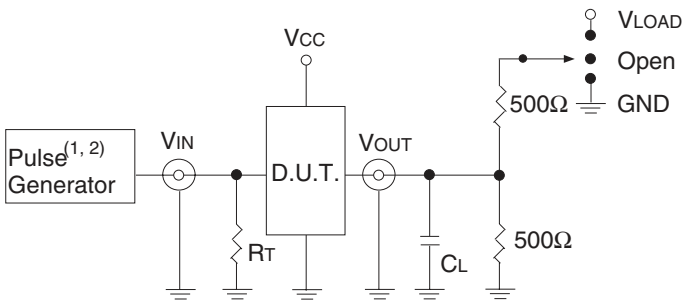 VLOAD
VCC
Open
500Ω
GND
Pulse(1, 2)
Generator
VIN
D.U.T.
VOUT
RT
CL
500Ω